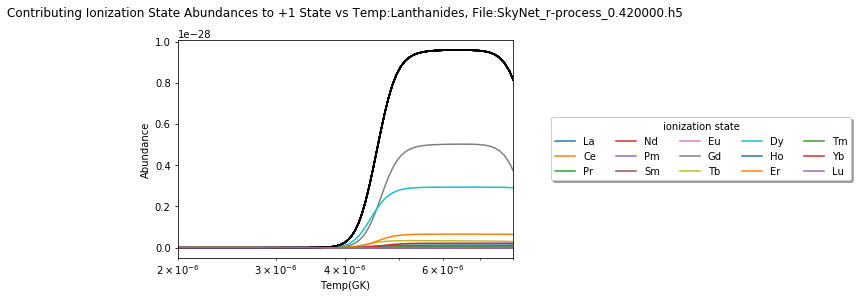 Contributing Ionization State Abundances to +1 State vs Temp:Lanthanides, File:SkyNet_r-process_0.420000.h5
1e−28
1.0
0.8
0.6
0.4
0.2
0.0
Abundance
2 × 10⁻⁶ 3 × 10⁻⁶ 4 × 10⁻⁶ 6 × 10⁻⁶
Temp(GK)
ionization state
La Nd Eu Dy Tm
Ce Pm Gd Ho Yb
Pr Sm Tb Er Lu